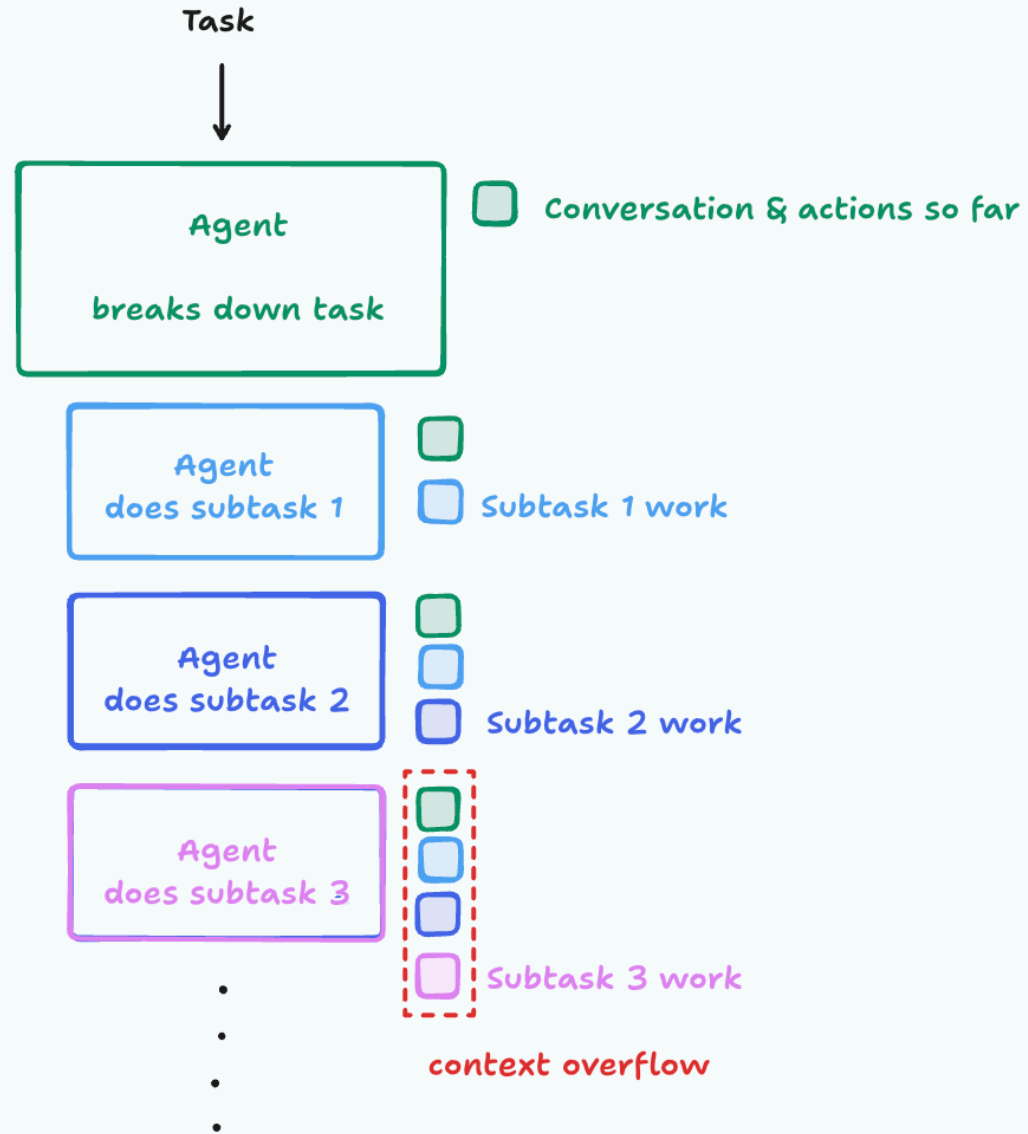 Task
Agent
breaks down task
Conversation & actions so far
Agent
does subtask 1
Subtask 1 work
Agent
does subtask 2
Subtask 2 work
Agent
does subtask 3
Subtask 3 work
context overflow